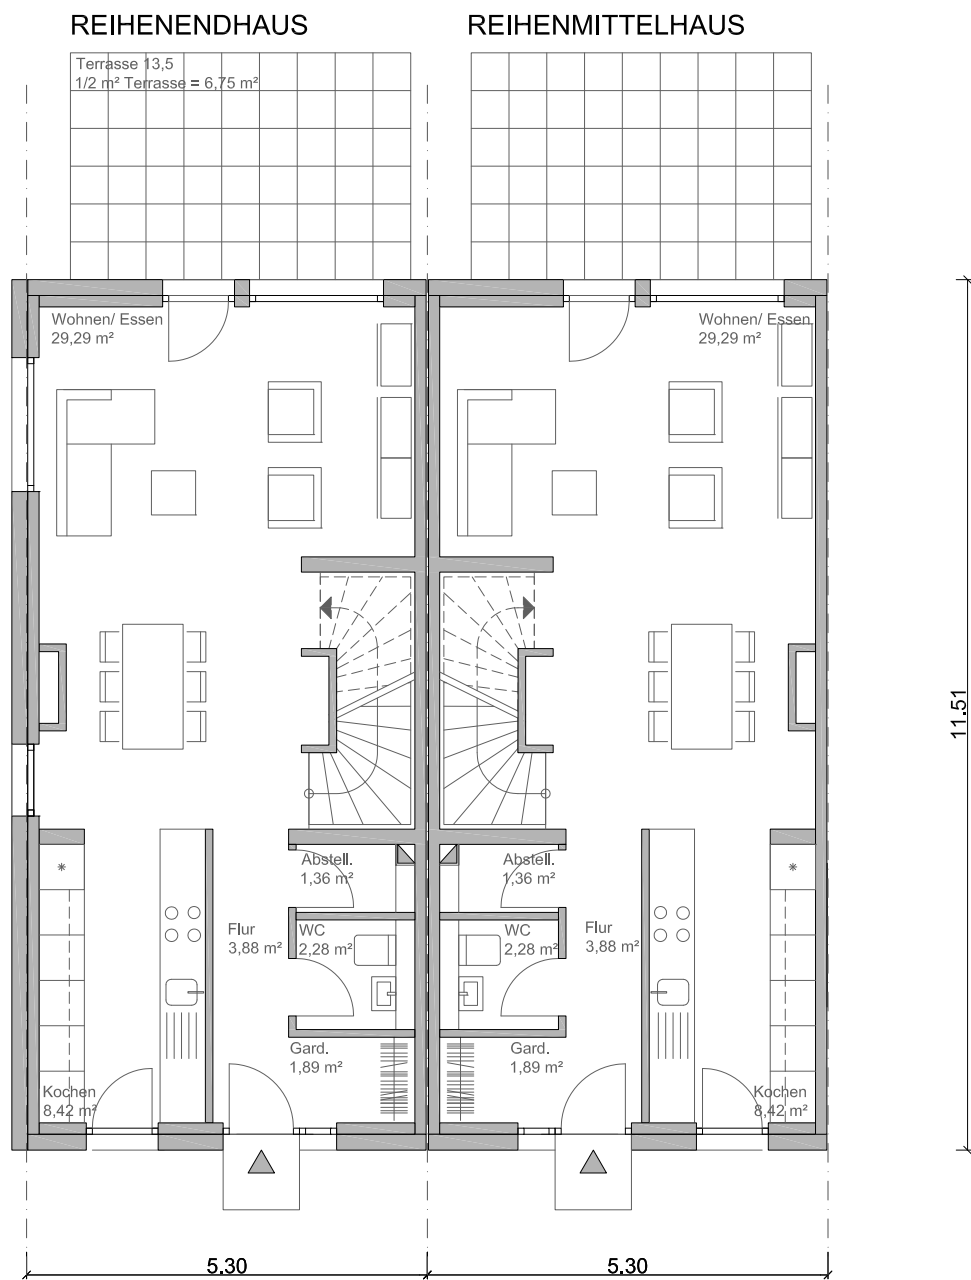 REIHENENDHAUS
REIHENMITTELHAUS
Terrasse 13,5
1/2 m² Terrasse = 6,75 m²
Wohnen/ Essen
29,29 m²
Wohnen/ Essen
29,29 m²
11.51
Abstell.
1,36 m²
Abstell.
1,36 m²
Flur
3,88 m²
WC
2,28 m²
WC
2,28 m²
Flur
3,88 m²
Gard.
1,89 m²
Gard.
1,89 m²
Kochen
8,42 m²
Kochen
8,42 m²
5.30
5.30